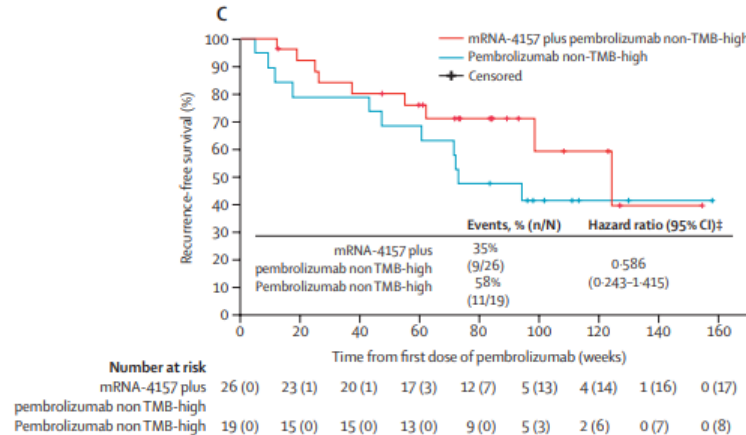 C
mRNA-4157 plus pembrolizumab non-TMB-high
Pembrolizumab non-TMB-high
Censored
Recurrence-free survival (%)
100
90
80
70
60
50
40
30
20
10
0
Events, % (n/N) Hazard ratio (95% CI)‡
mRNA-4157 plus
pembrolizumab non TMB-high
35%
(9/26)
Pembrolizumab non TMB-high
58%
(11/19)
0·586
(0·243–1·415)
0 20 40 60 80 100 120 140 160
Time from first dose of pembrolizumab (weeks)
Number at risk
mRNA-4157 plus 26 (0) 23 (1) 20 (1) 17 (3) 12 (7) 5 (13) 4 (14) 1 (16) 0 (17)
pembrolizumab non TMB-high
Pembrolizumab non TMB-high 19 (0) 15 (0) 15 (0) 13 (0) 9 (0) 5 (3) 2 (6) 0 (7) 0 (8)